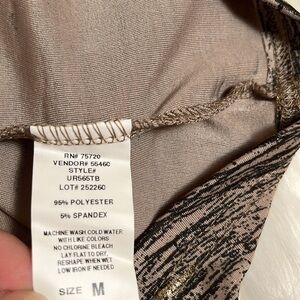 RN# 75720
VENDOR# 55460
STYLE#
UR565TB
LOT# 252260
95% POLYESTER
5% SPANDEX
MACHINE WASH COLD WATER
WITH LIKE COLORS
NO CHLORINE BLEACH
LAY FLAT TO DRY,
RESHAPE WHEN WET
LOW IRON IF NEEDED
SIZE M